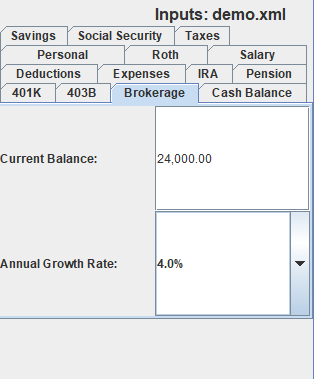 Inputs: demo.xml
Savings Social Security Taxes
Personal Roth Salary
Deductions Expenses IRA Pension
401K 403B Brokerage Cash Balance
Current Balance: 24,000.00
Annual Growth Rate: 4.0%